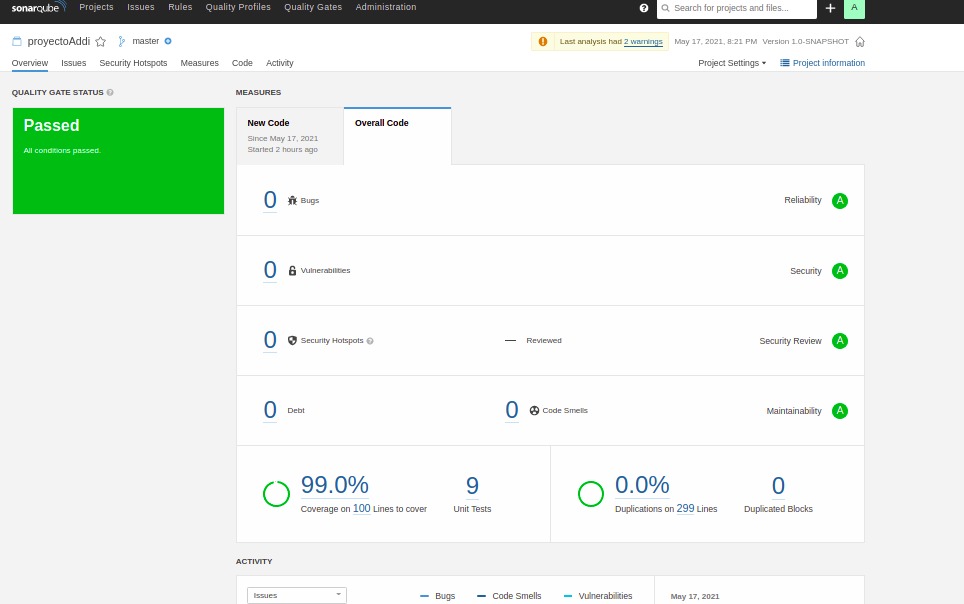 sonarqube Projects Issues Rules Quality Profiles Quality Gates Administration ? Search for projects and files... + A
proyectoAddi master Last analysis had 2 warnings May 17, 2021, 8:21 PM Version 1.0-SNAPSHOT
Overview Issues Security Hotspots Measures Code Activity Project Settings Project information
QUALITY GATE STATUS ?
Passed
All conditions passed.
MEASURES
New Code
Since May 17, 2021
Started 2 hours ago
Overall Code
0 Bugs Reliability A
0 Vulnerabilities Security A
0 Security Hotspots ? — Reviewed Security Review A
0 Debt 0 Code Smells Maintainability A
99.0% 9 0.0% 0
Coverage on 100 Lines to cover Unit Tests Duplications on 299 Lines Duplicated Blocks
ACTIVITY
Issues Bugs Code Smells Vulnerabilities May 17, 2021